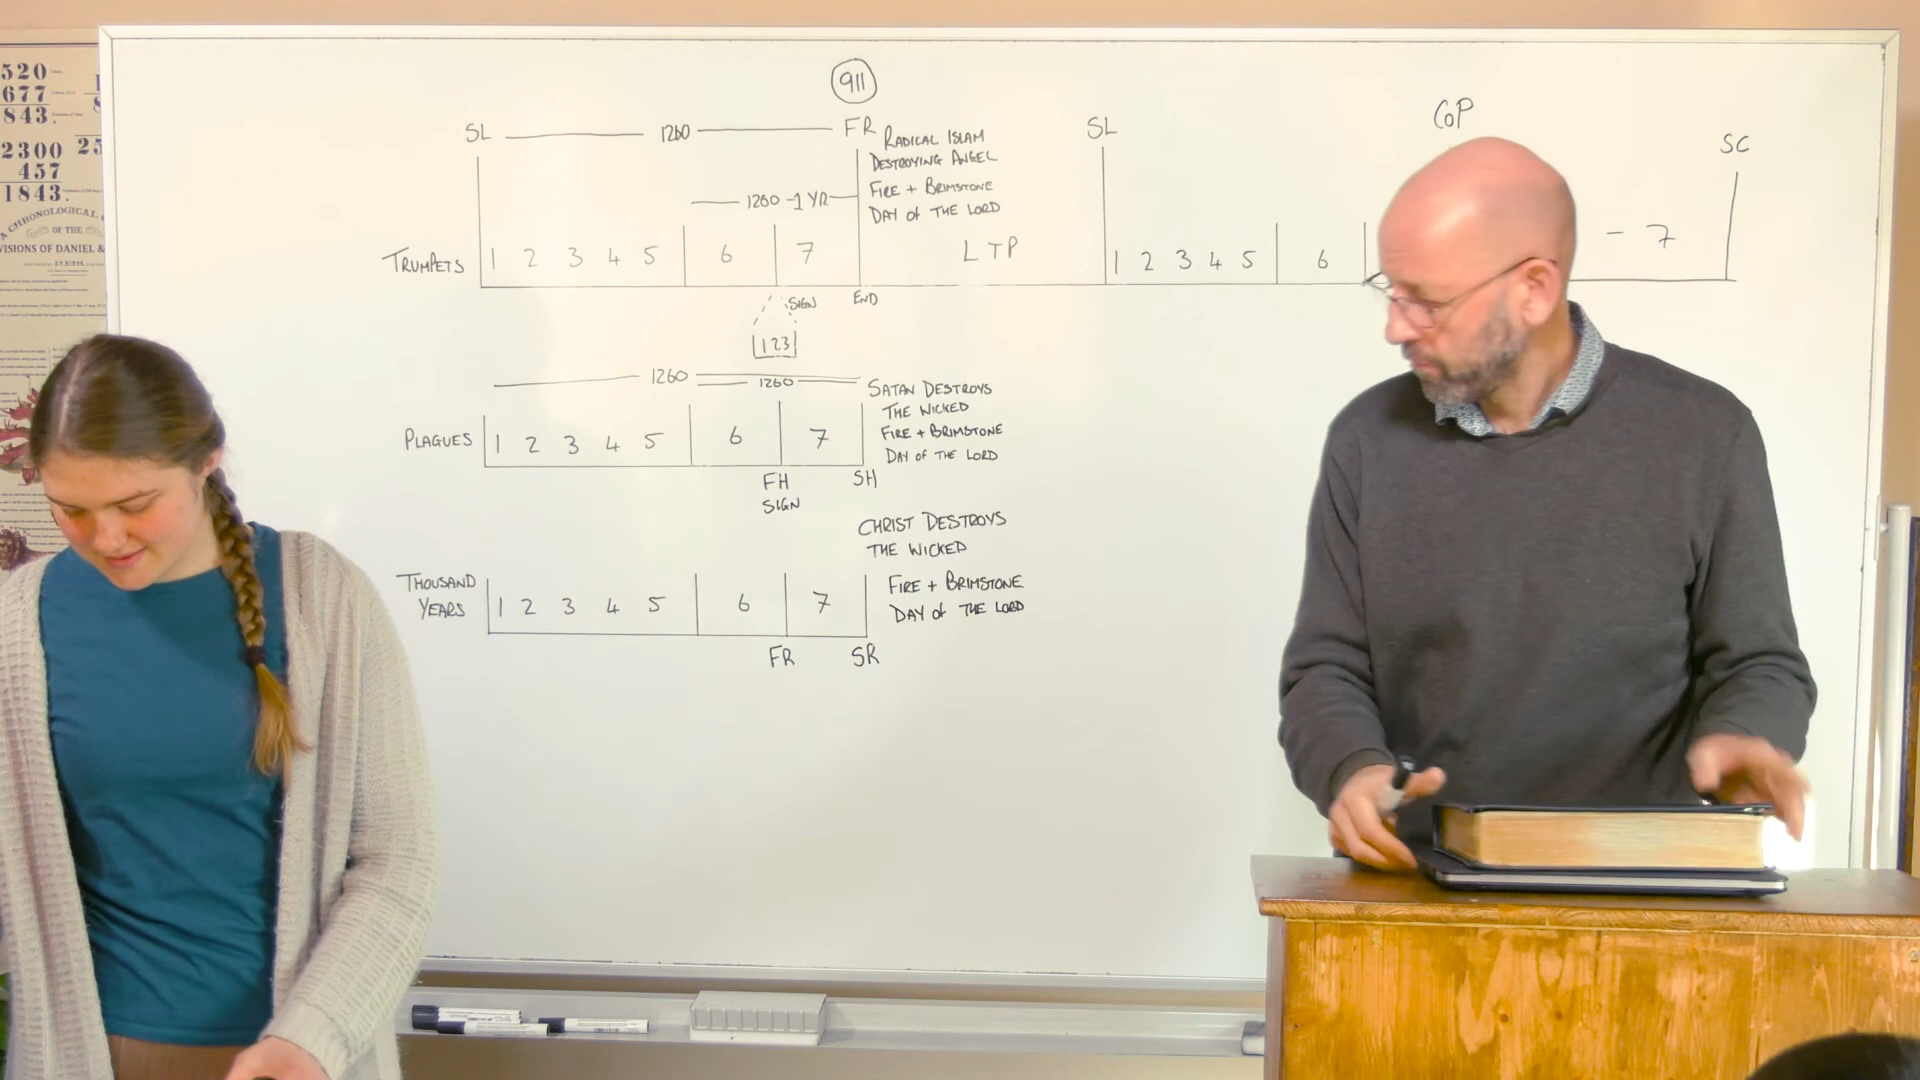 520
677
843.
2300
457
1843.
25
A CHRONOLOGICAL
OF THE
VISIONS OF DANIEL &
911
SL 1260 FR
RADICAL ISLAM
DESTROYING ANGEL
FIRE + BRIMSTONE
DAY of THE LORD
1260 -1 YR
TRUMPETS 1 2 3 4 5 6 7
SIGN END
123
LTP
SL CoP SC
1 2 3 4 5 6 - 7
1260 1260
SATAN DESTROYS
THE WICKED
FIRE + BRIMSTONE
DAY OF THE LORD
PLAGUES 1 2 3 4 5 6 7
FH SH
SIGN
CHRIST DESTROYS
THE WICKED
FIRE + BRIMSTONE
DAY of THE LORD
THOUSAND
YEARS
1 2 3 4 5 6 7
FR SR